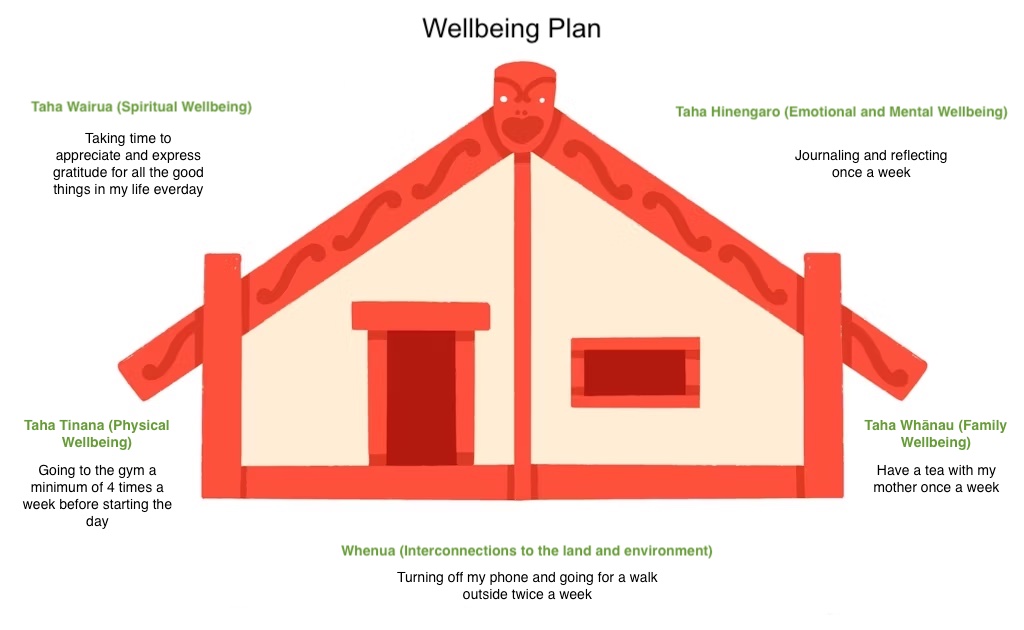 Wellbeing Plan
Taha Wairua (Spiritual Wellbeing)
Taking time to
appreciate and express
gratitude for all the good
things in my life everday
Taha Hinengaro (Emotional and Mental Wellbeing)
Journaling and reflecting
once a week
Taha Tinana (Physical
Wellbeing)
Going to the gym a
minimum of 4 times a
week before starting the
day
Taha Whānau (Family
Wellbeing)
Have a tea with my
mother once a week
Whenua (Interconnections to the land and environment)
Turning off my phone and going for a walk
outside twice a week